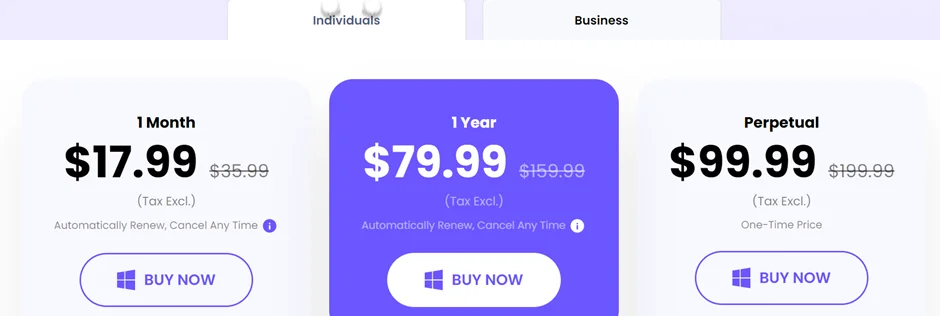 Individuals
Business
1 Month
$17.99 $35.99
(Tax Excl.)
Automatically Renew, Cancel Any Time
BUY NOW
1 Year
$79.99 $159.99
(Tax Excl.)
Automatically Renew, Cancel Any Time
BUY NOW
Perpetual
$99.99 $199.99
(Tax Excl.)
One-Time Price
BUY NOW